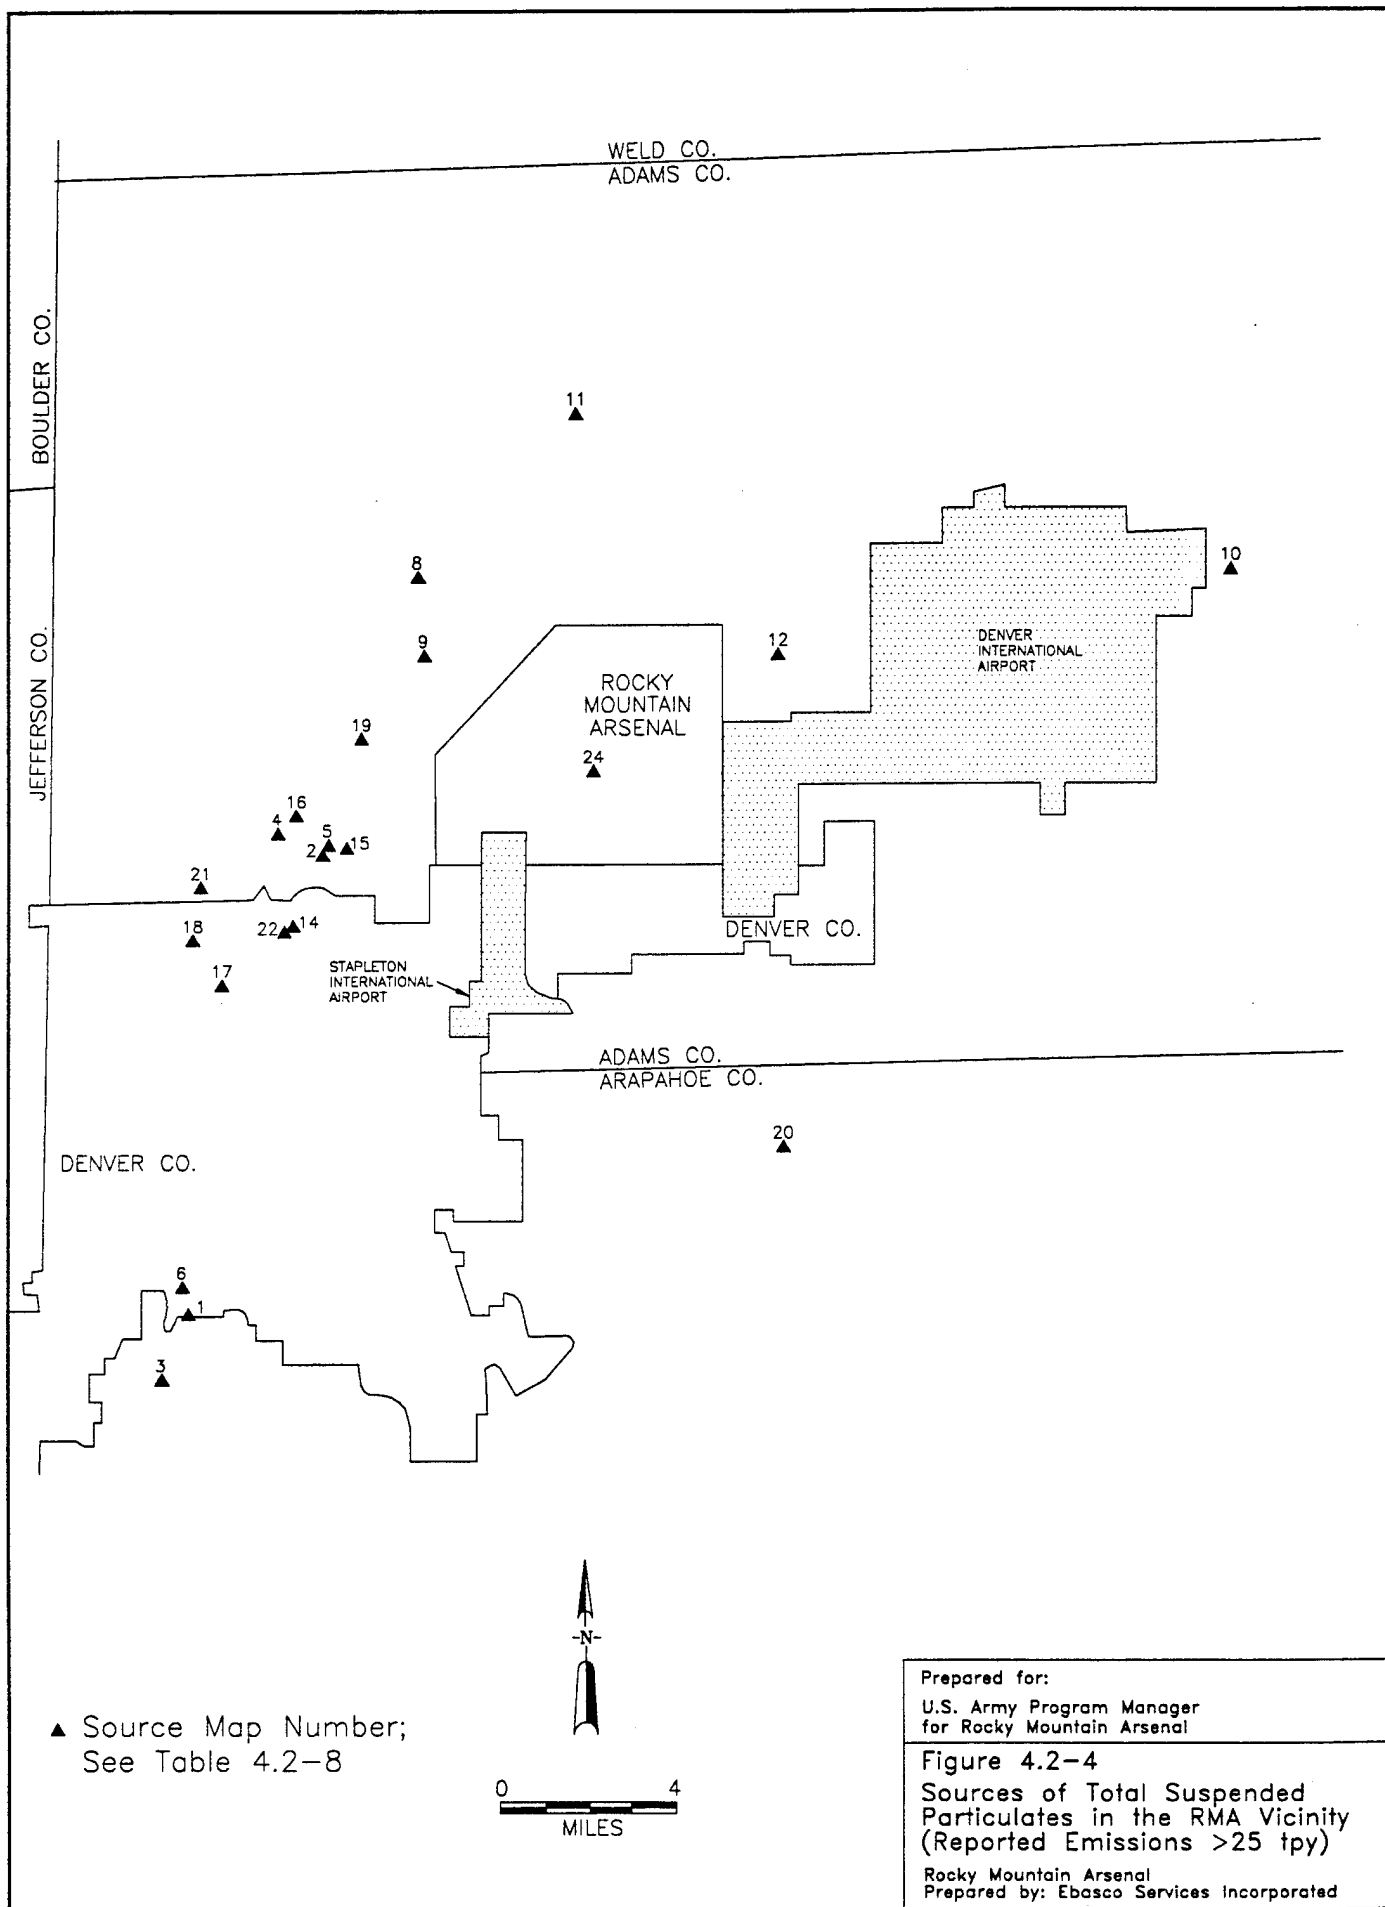 WELD CO.
ADAMS CO.
BOULDER CO.
JEFFERSON CO.
11
8
10
9
12
DENVER
INTERNATIONAL
AIRPORT
ROCKY
MOUNTAIN
ARSENAL
19
24
16
4
5
2
15
21
14
22
18
17
DENVER CO.
STAPLETON
INTERNATIONAL
AIRPORT
ADAMS CO.
ARAPAHOE CO.
20
DENVER CO.
6
1
3
-N-
▲ Source Map Number;
See Table 4.2-8
0 4
MILES
Prepared for:
U.S. Army Program Manager
for Rocky Mountain Arsenal
Figure 4.2-4
Sources of Total Suspended
Particulates in the RMA Vicinity
(Reported Emissions >25 tpy)
Rocky Mountain Arsenal
Prepared by: Ebasco Services Incorporated